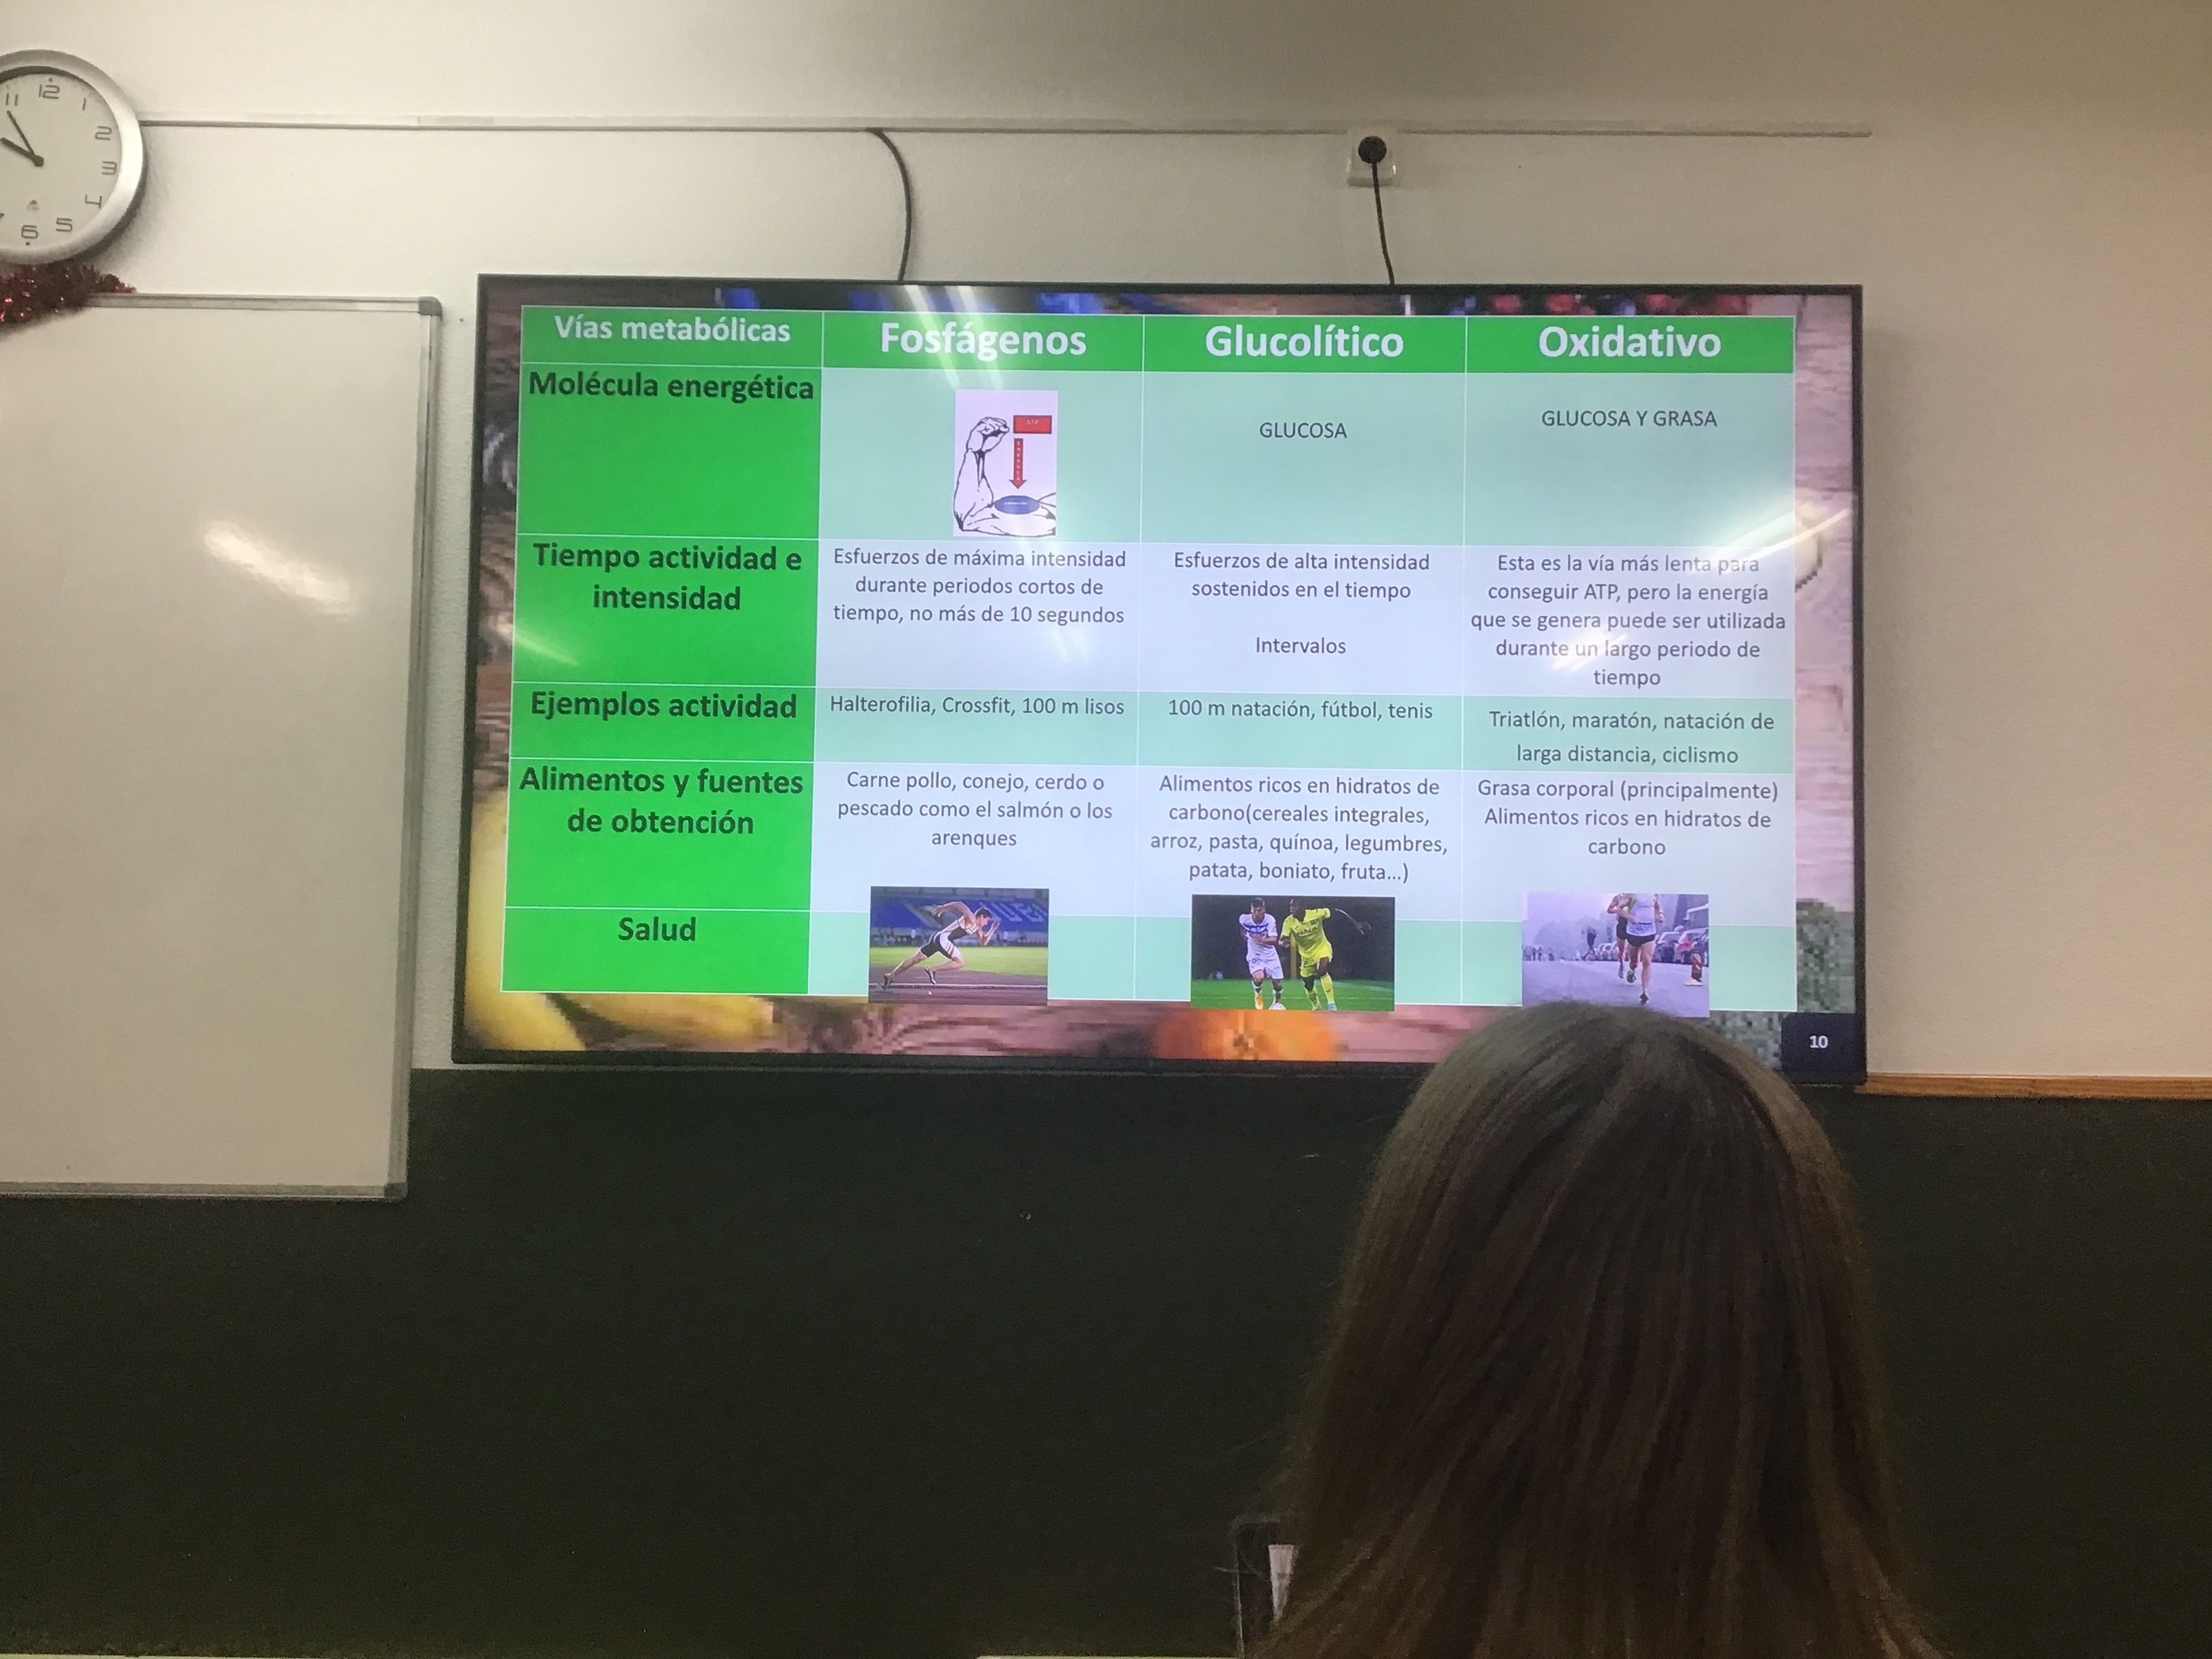 11 12 1
2
3
4
5
6
Vías metabólicas
Fosfágenos
Glucolítico
Oxidativo
Molécula energética
ATP
GLUCOSA
GLUCOSA Y GRASA
Tiempo actividad e
intensidad
Esfuerzos de máxima intensidad
durante periodos cortos de
tiempo, no más de 10 segundos
Esfuerzos de alta intensidad
sostenidos en el tiempo
Intervalos
Esta es la vía más lenta para
conseguir ATP, pero la energía
que se genera puede ser utilizada
durante un largo periodo de
tiempo
Ejemplos actividad
Halterofilia, Crossfit, 100 m lisos
100 m natación, fútbol, tenis
Triatlón, maratón, natación de
larga distancia, ciclismo
Alimentos y fuentes
de obtención
Carne pollo, conejo, cerdo o
pescado como el salmón o los
arenques
Alimentos ricos en hidratos de
carbono(cereales integrales,
arroz, pasta, quínoa, legumbres,
patata, boniato, fruta...)
Grasa corporal (principalmente)
Alimentos ricos en hidratos de
carbono
Salud
10